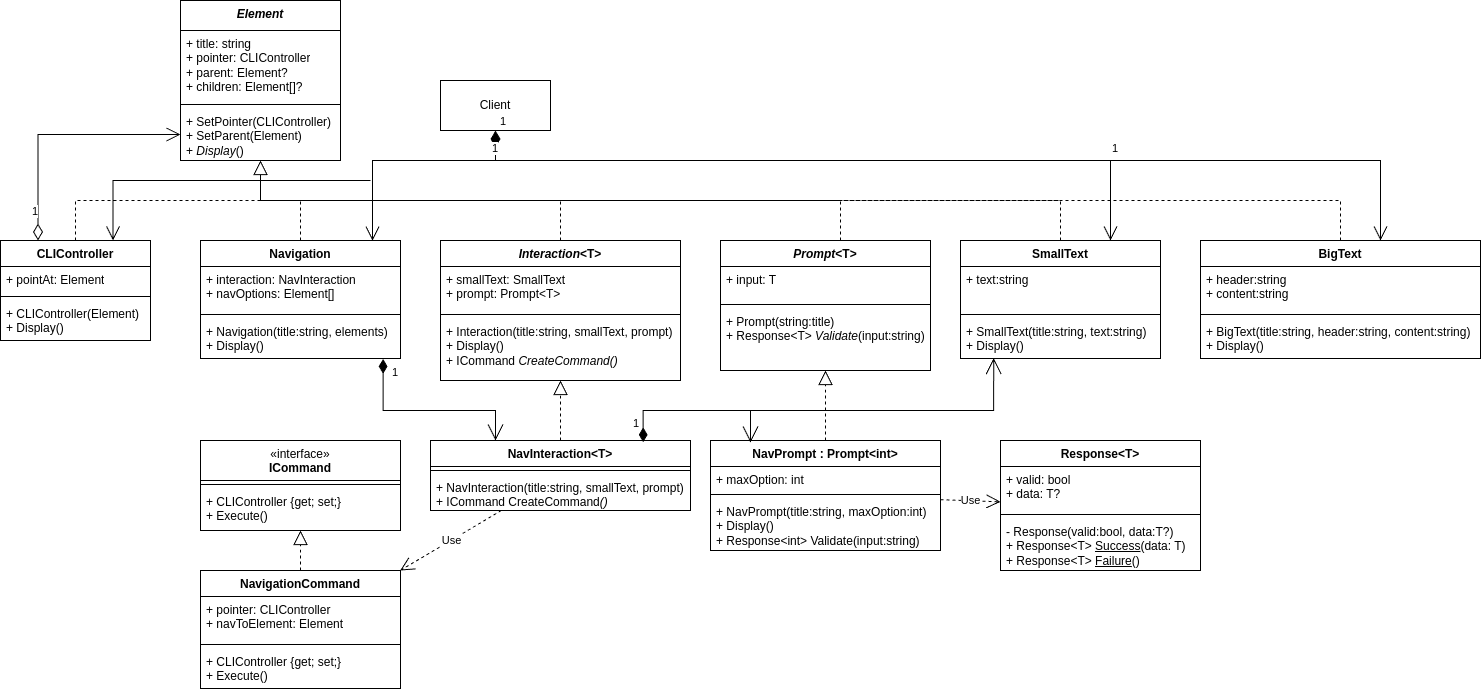 Element
+ title: string
+ pointer: CLIController
+ parent: Element?
+ children: Element[]?
+ SetPointer(CLIController)
+ SetParent(Element)
+ Display()
Client
1
1
1
1
CLIController
+ pointAt: Element
+ CLIController(Element)
+ Display()
Navigation
+ interaction: NavInteraction
+ navOptions: Element[]
+ Navigation(title:string, elements)
+ Display()
1
Interaction<T>
+ smallText: SmallText
+ prompt: Prompt<T>
+ Interaction(title:string, smallText, prompt)
+ Display()
+ ICommand CreateCommand()
Prompt<T>
+ input: T
+ Prompt(string:title)
+ Response<T> Validate(input:string)
SmallText
+ text:string
+ SmallText(title:string, text:string)
+ Display()
BigText
+ header:string
+ content:string
+ BigText(title:string, header:string, content:string)
+ Display()
«interface»
ICommand
+ CLIController {get; set;}
+ Execute()
1
NavInteraction<T>
+ NavInteraction(title:string, smallText, prompt)
+ ICommand CreateCommand()
Use
NavPrompt : Prompt<int>
+ maxOption: int
+ NavPrompt(title:string, maxOption:int)
+ Display()
+ Response<int> Validate(input:string)
Use
Response<T>
+ valid: bool
+ data: T?
- Response(valid:bool, data:T?)
+ Response<T> Success(data: T)
+ Response<T> Failure()
NavigationCommand
+ pointer: CLIController
+ navToElement: Element
+ CLIController {get; set;}
+ Execute()